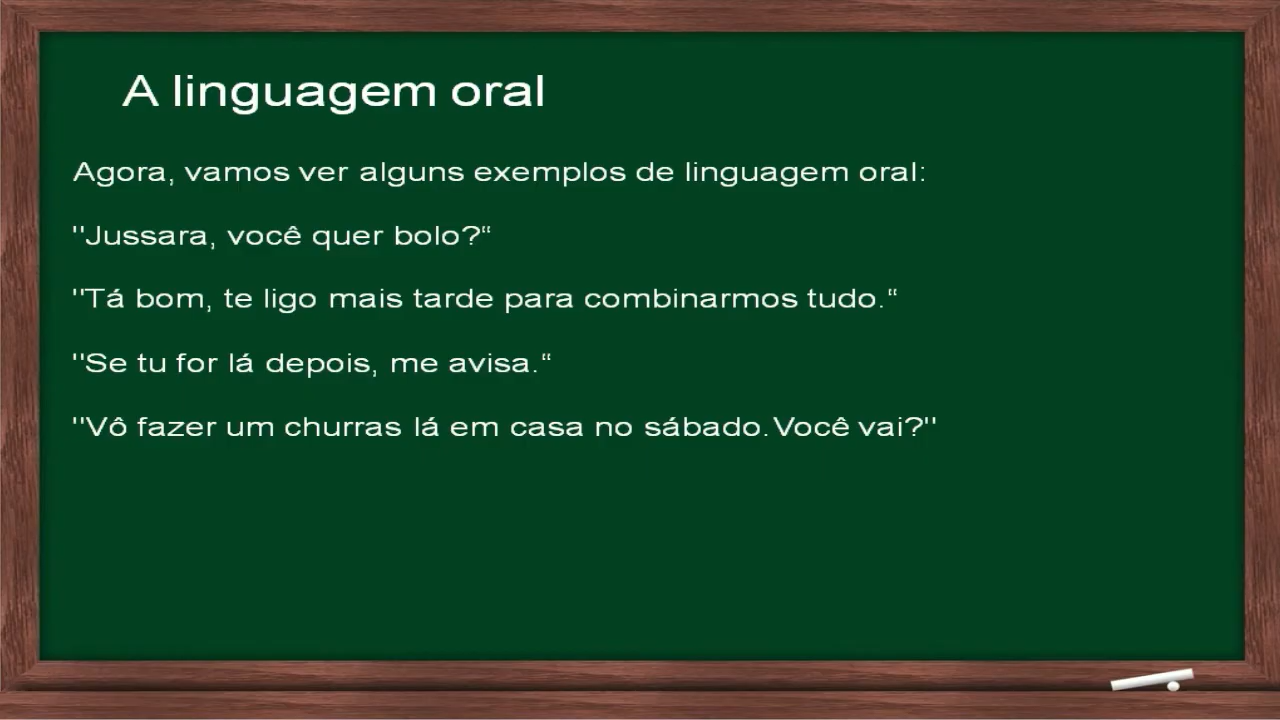 A linguagem oral
Agora, vamos ver alguns exemplos de linguagem oral:
"Jussara, você quer bolo?“
"Tá bom, te ligo mais tarde para combinarmos tudo.“
"Se tu for lá depois, me avisa.“
"Vô fazer um churras lá em casa no sábado. Você vai?"